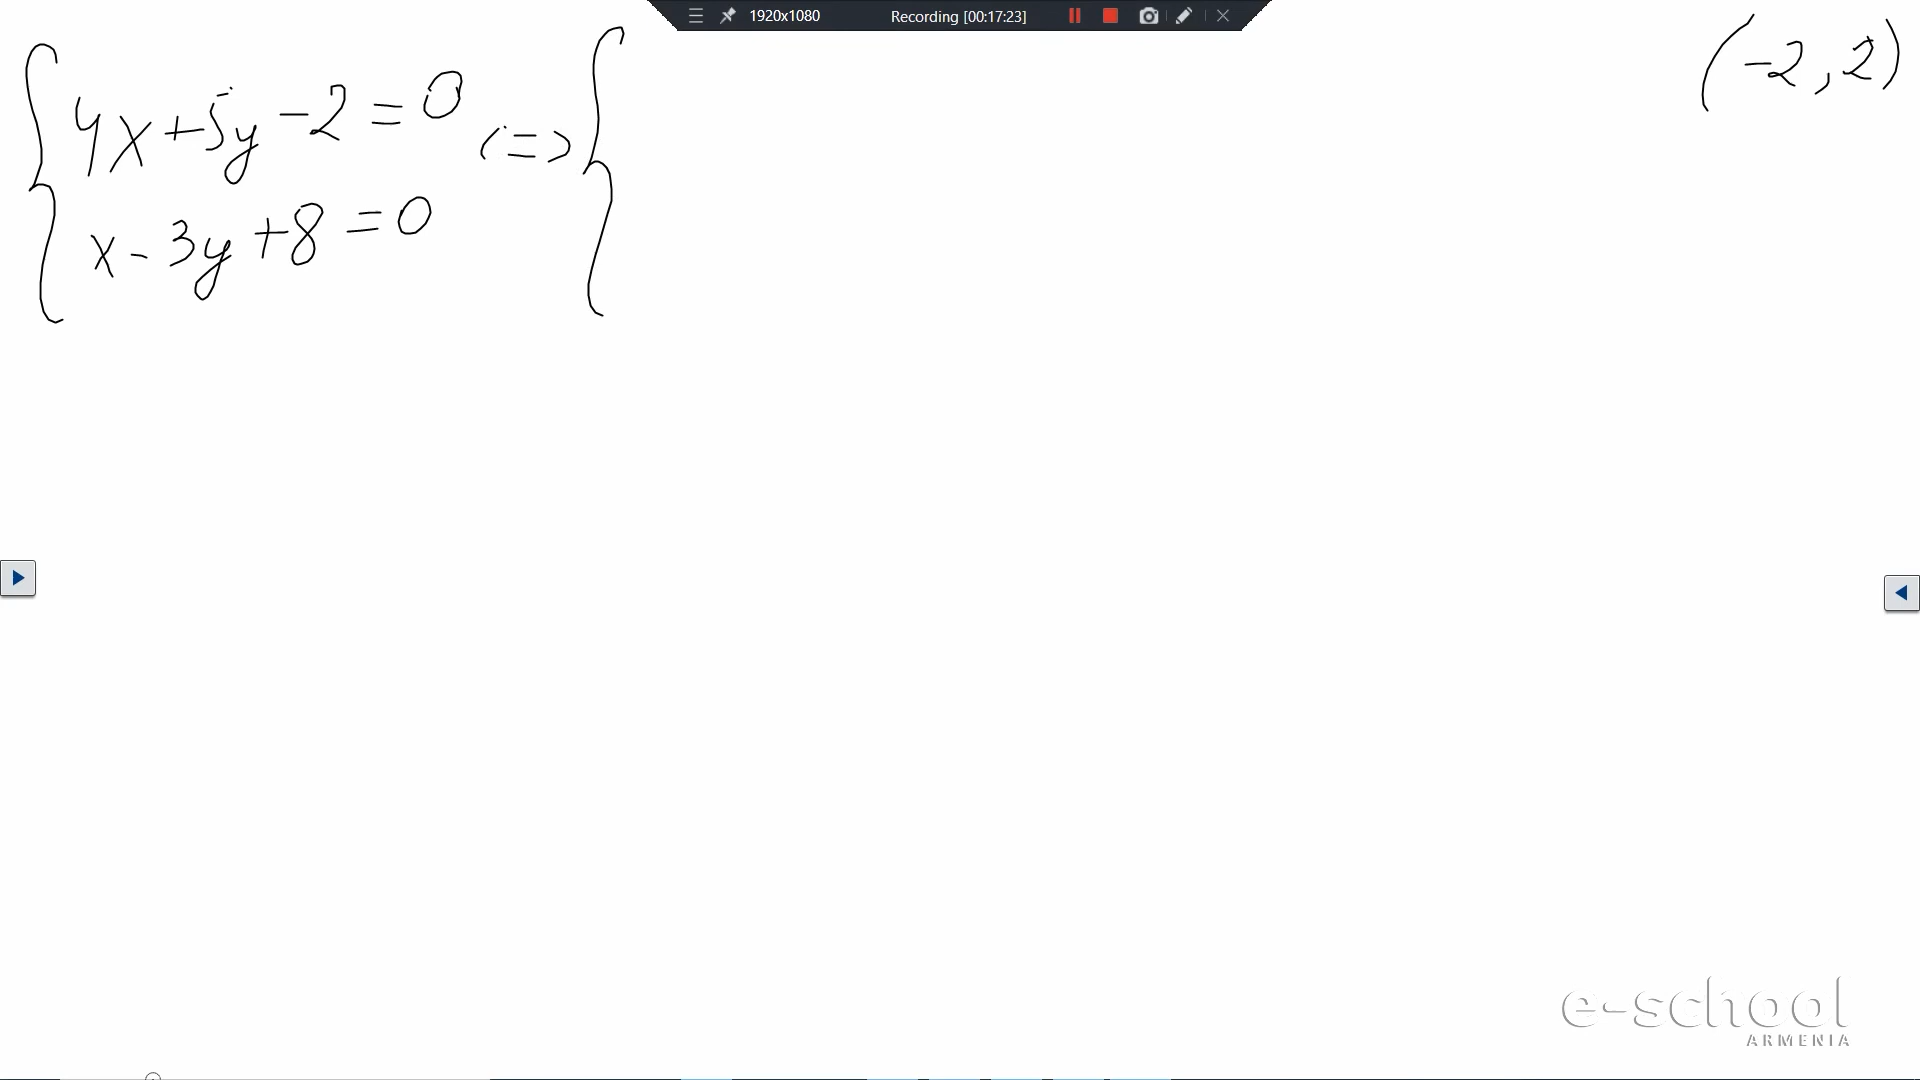 1920x1080 Recording [00:17:23]
(-2, 2)
4x+5y-2=0 <=>
x-3y+8=0
e-school
ARMENIA